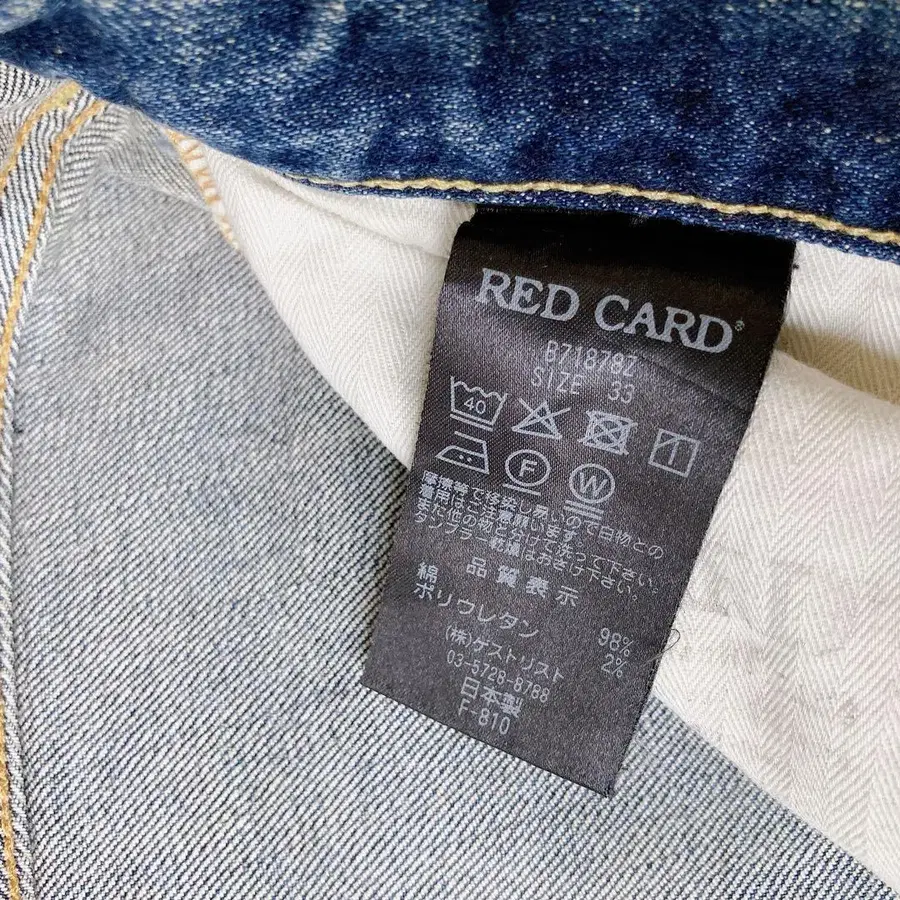 RED CARD®
B71878Z
SIZE 33
40
F
W
摩擦等で移染し易いので白物との
着用はご注意願います。
また他の物と分けて洗って下さい。
タンブラー乾燥はおさけ下さい。
品質表示
綿 98%
ポリウレタン 2%
(株)ゲストリスト
03-5728-8788
日本製
F-810